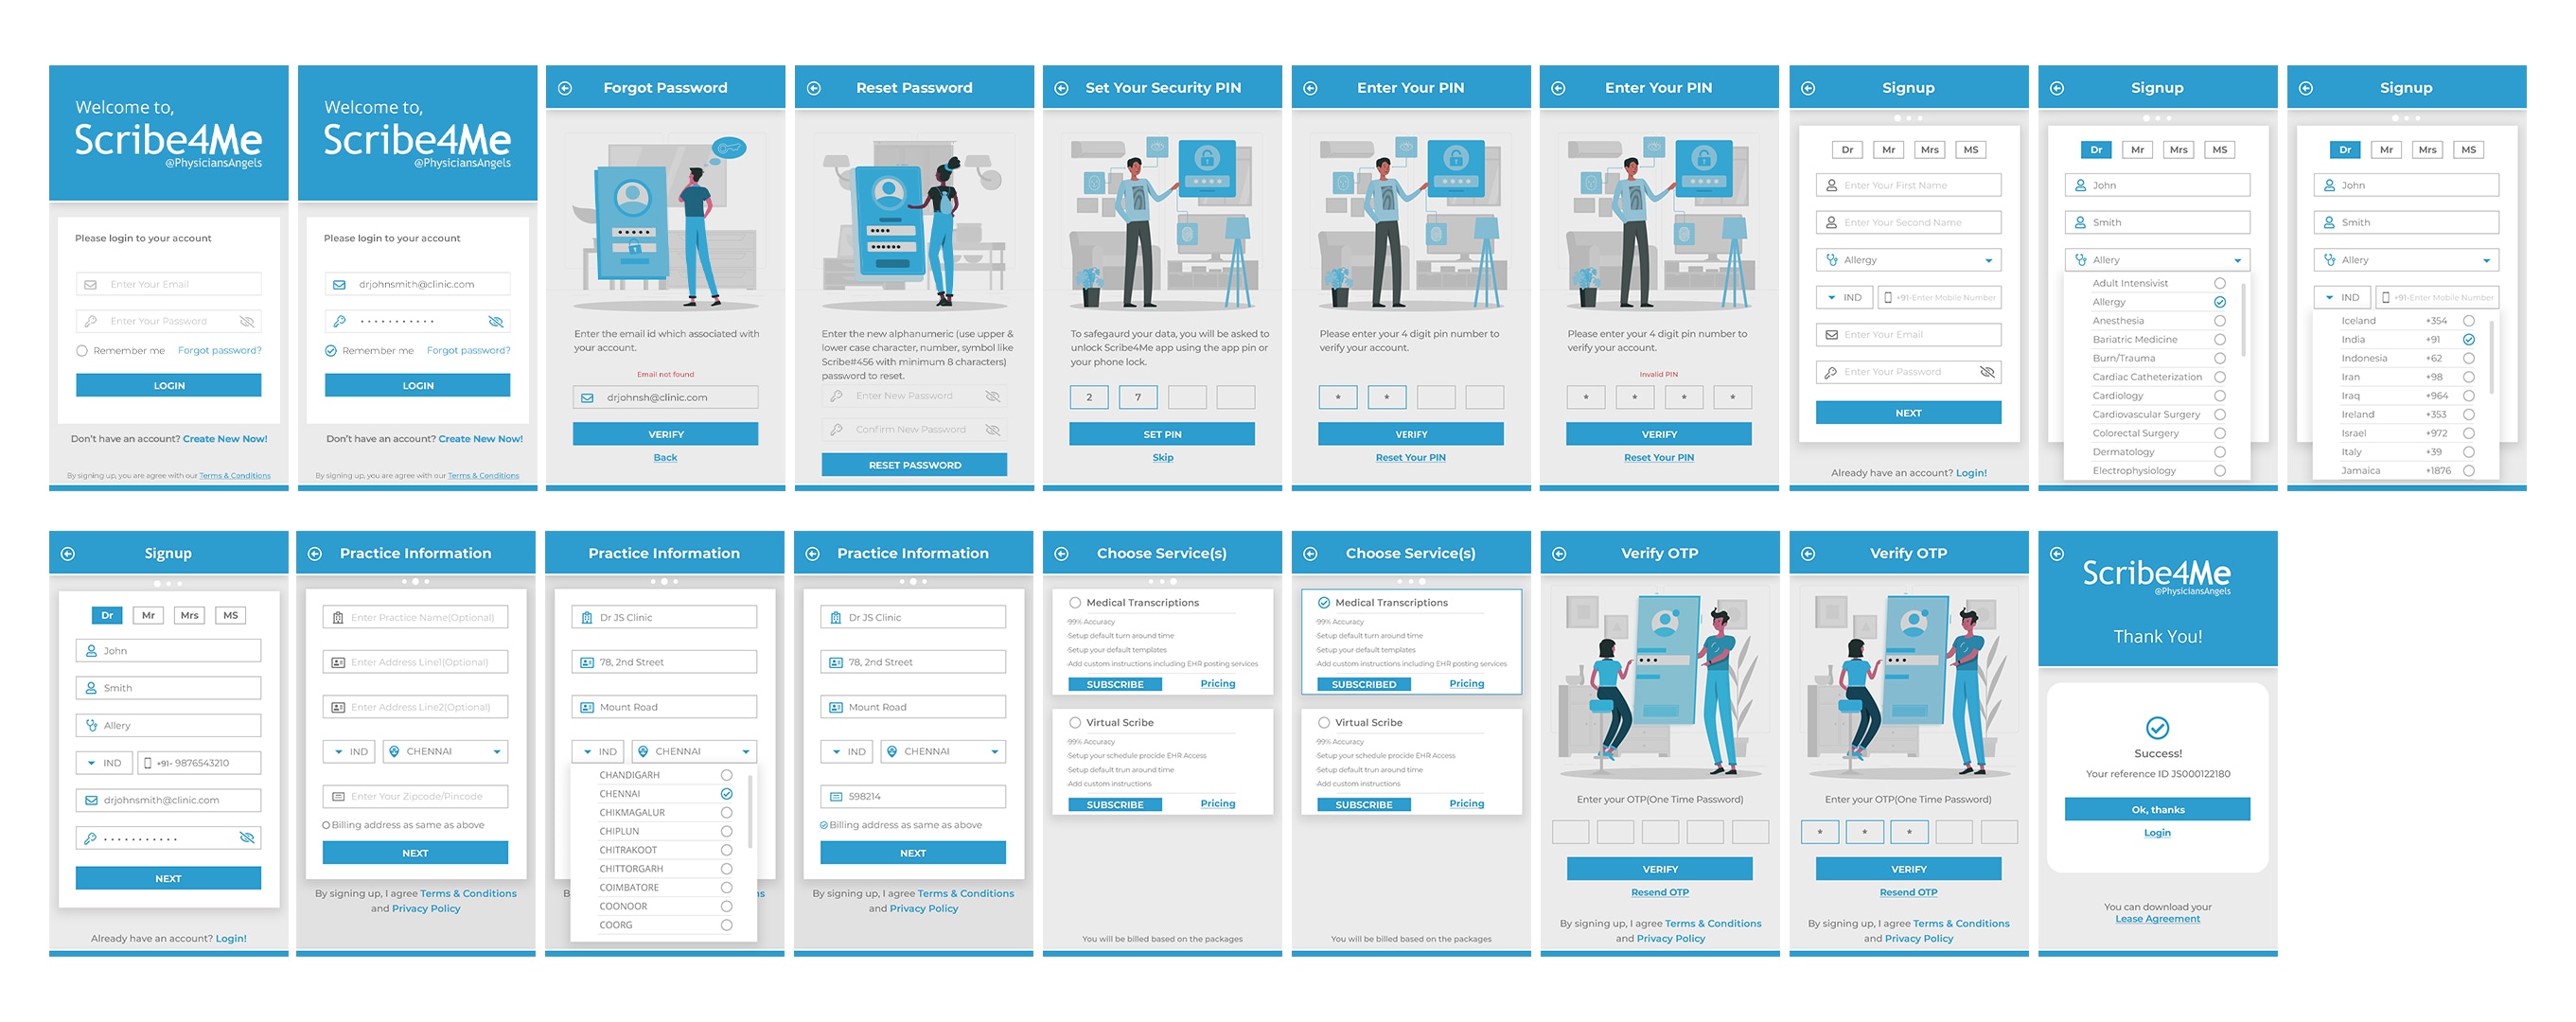 Welcome to,
Scribe4Me
@PhysiciansAngels
Please login to your account
Enter Your Email
Enter Your Password
Remember me Forgot password?
LOGIN
Don't have an account? Create New Now!
By signing up, you are agree with our Terms & Conditions
Welcome to,
Scribe4Me
@PhysiciansAngels
Please login to your account
drjohnsmith@clinic.com
Remember me Forgot password?
LOGIN
Don't have an account? Create New Now!
By signing up, you are agree with our Terms & Conditions
Forgot Password
Enter the email id which associated with
your account.
Email not found
drjohnsh@clinic.com
VERIFY
Back
Reset Password
Enter the new alphanumeric (use upper &
lower case character, number, symbol like
Scribe#456 with minimum 8 characters)
password to reset.
Enter New Password
Confirm New Password
RESET PASSWORD
Set Your Security PIN
To safegaurd your data, you will be asked to
unlock Scribe4Me app using the app pin or
your phone lock.
2 7
SET PIN
Skip
Enter Your PIN
Please enter your 4 digit pin number to
verify your account.
* *
VERIFY
Reset Your PIN
Enter Your PIN
Please enter your 4 digit pin number to
verify your account.
Invalid PIN
* * * *
VERIFY
Reset Your PIN
Signup
Dr Mr Mrs MS
Enter Your First Name
Enter Your Second Name
Allergy
IND +91-Enter Mobile Number
Enter Your Email
Enter Your Password
NEXT
Already have an account? Login!
Signup
Dr Mr Mrs MS
John
Smith
Allery
Adult Intensivist
Allergy
Anesthesia
Bariatric Medicine
Burn/Trauma
Cardiac Catheterization
Cardiology
Cardiovascular Surgery
Colorectal Surgery
Dermatology
Electrophysiology
Signup
Dr Mr Mrs MS
John
Smith
Allery
IND +91-Enter Mobile Number
Iceland +354
India +91
Indonesia +62
Iran +98
Iraq +964
Ireland +353
Israel +972
Italy +39
Jamaica +1876
Signup
Dr Mr Mrs MS
John
Smith
Allery
IND +91- 9876543210
drjohnsmith@clinic.com
NEXT
Already have an account? Login!
Practice Information
Enter Practice Name(Optional)
Enter Address Line1(Optional)
Enter Address Line2(Optional)
IND CHENNAI
Enter Your Zipcode/Pincode
Billing address as same as above
NEXT
By signing up, I agree Terms & Conditions
and Privacy Policy
Practice Information
Dr JS Clinic
78, 2nd Street
Mount Road
IND CHENNAI
CHANDIGARH
CHENNAI
CHIKMAGALUR
CHIPLUN
CHITRAKOOT
CHITTORGARH
COIMBATORE
COONOOR
COORG
Practice Information
Dr JS Clinic
78, 2nd Street
Mount Road
IND CHENNAI
598214
Billing address as same as above
NEXT
By signing up, I agree Terms & Conditions
and Privacy Policy
Choose Service(s)
Medical Transcriptions
·99% Accuracy
·Setup default turn around time
·Setup your default templates
·Add custom instructions including EHR posting services
SUBSCRIBE Pricing
Virtual Scribe
·99% Accuracy
·Setup your schedule procide EHR Access
·Setup default trun around time
·Add custom instructions
SUBSCRIBE Pricing
You will be billed based on the packages
Choose Service(s)
Medical Transcriptions
·99% Accuracy
·Setup default turn around time
·Setup your default templates
·Add custom instructions including EHR posting services
SUBSCRIBED Pricing
Virtual Scribe
·99% Accuracy
·Setup your schedule procide EHR Access
·Setup default trun around time
·Add custom instructions
SUBSCRIBE Pricing
You will be billed based on the packages
Verify OTP
Enter your OTP(One Time Password)
VERIFY
Resend OTP
By signing up, I agree Terms & Conditions
and Privacy Policy
Verify OTP
Enter your OTP(One Time Password)
* * *
VERIFY
Resend OTP
By signing up, I agree Terms & Conditions
and Privacy Policy
Scribe4Me
@PhysiciansAngels
Thank You!
Success!
Your reference ID JS000122180
Ok, thanks
Login
You can download your
Lease Agreement